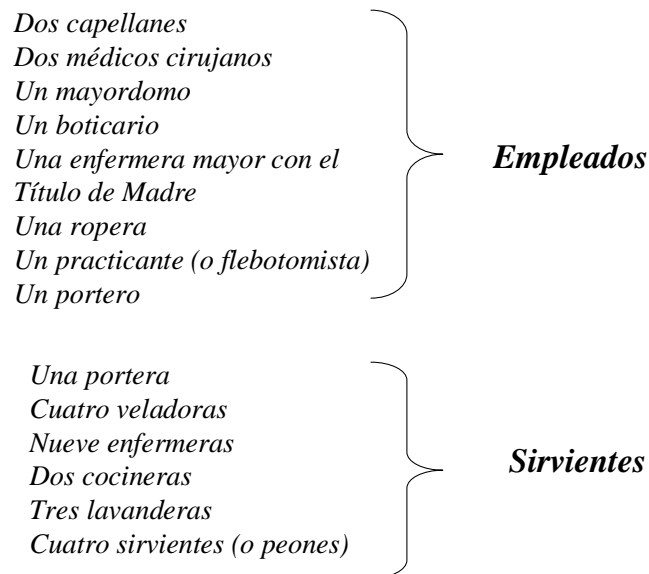 Dos capellanes
Dos médicos cirujanos
Un mayordomo
Un boticario
Una enfermera mayor con el
Título de Madre
Una ropera
Un practicante (o flebotomista)
Un portero
Empleados
Una portera
Cuatro veladoras
Nueve enfermeras
Dos cocineras
Tres lavanderas
Cuatro sirvientes (o peones)
Sirvientes